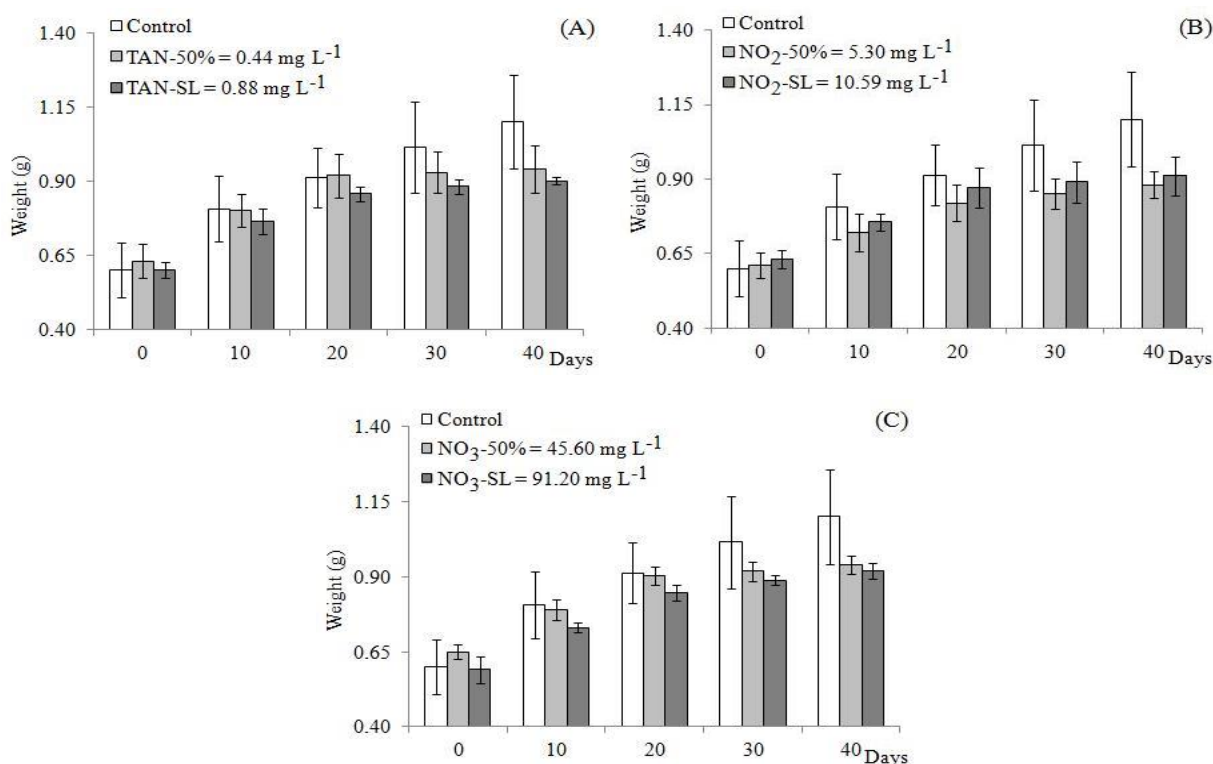 Control
(A)
TAN-50% = 0.44 mg L⁻¹
TAN-SL = 0.88 mg L⁻¹
Weight (g)
1.40
1.15
0.90
0.65
0.40
0 10 20 30 40 Days
Control
(B)
NO₂-50% = 5.30 mg L⁻¹
NO₂-SL = 10.59 mg L⁻¹
Weight (g)
1.40
1.15
0.90
0.65
0.40
0 10 20 30 40 Days
Control
(C)
NO₃-50% = 45.60 mg L⁻¹
NO₃-SL = 91.20 mg L⁻¹
Weight (g)
1.40
1.15
0.90
0.65
0.40
0 10 20 30 40 Days